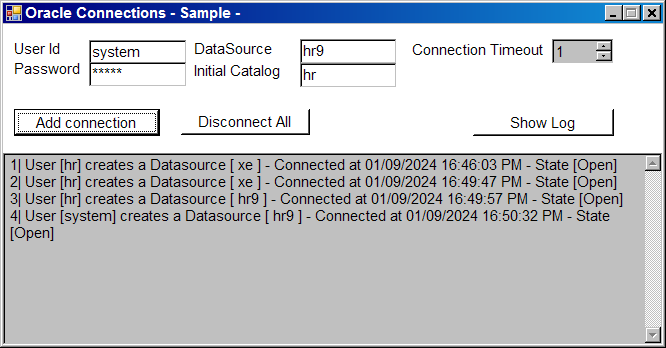 Oracle Connections - Sample -
User Id system DataSource hr9 Connection Timeout 1
Password ***** Initial Catalog hr
Add connection Disconnect All Show Log
1| User [hr] creates a Datasource [ xe ] - Connected at 01/09/2024 16:46:03 PM - State [Open]
2| User [hr] creates a Datasource [ xe ] - Connected at 01/09/2024 16:49:47 PM - State [Open]
3| User [hr] creates a Datasource [ hr9 ] - Connected at 01/09/2024 16:49:57 PM - State [Open]
4| User [system] creates a Datasource [ hr9 ] - Connected at 01/09/2024 16:50:32 PM - State
[Open]